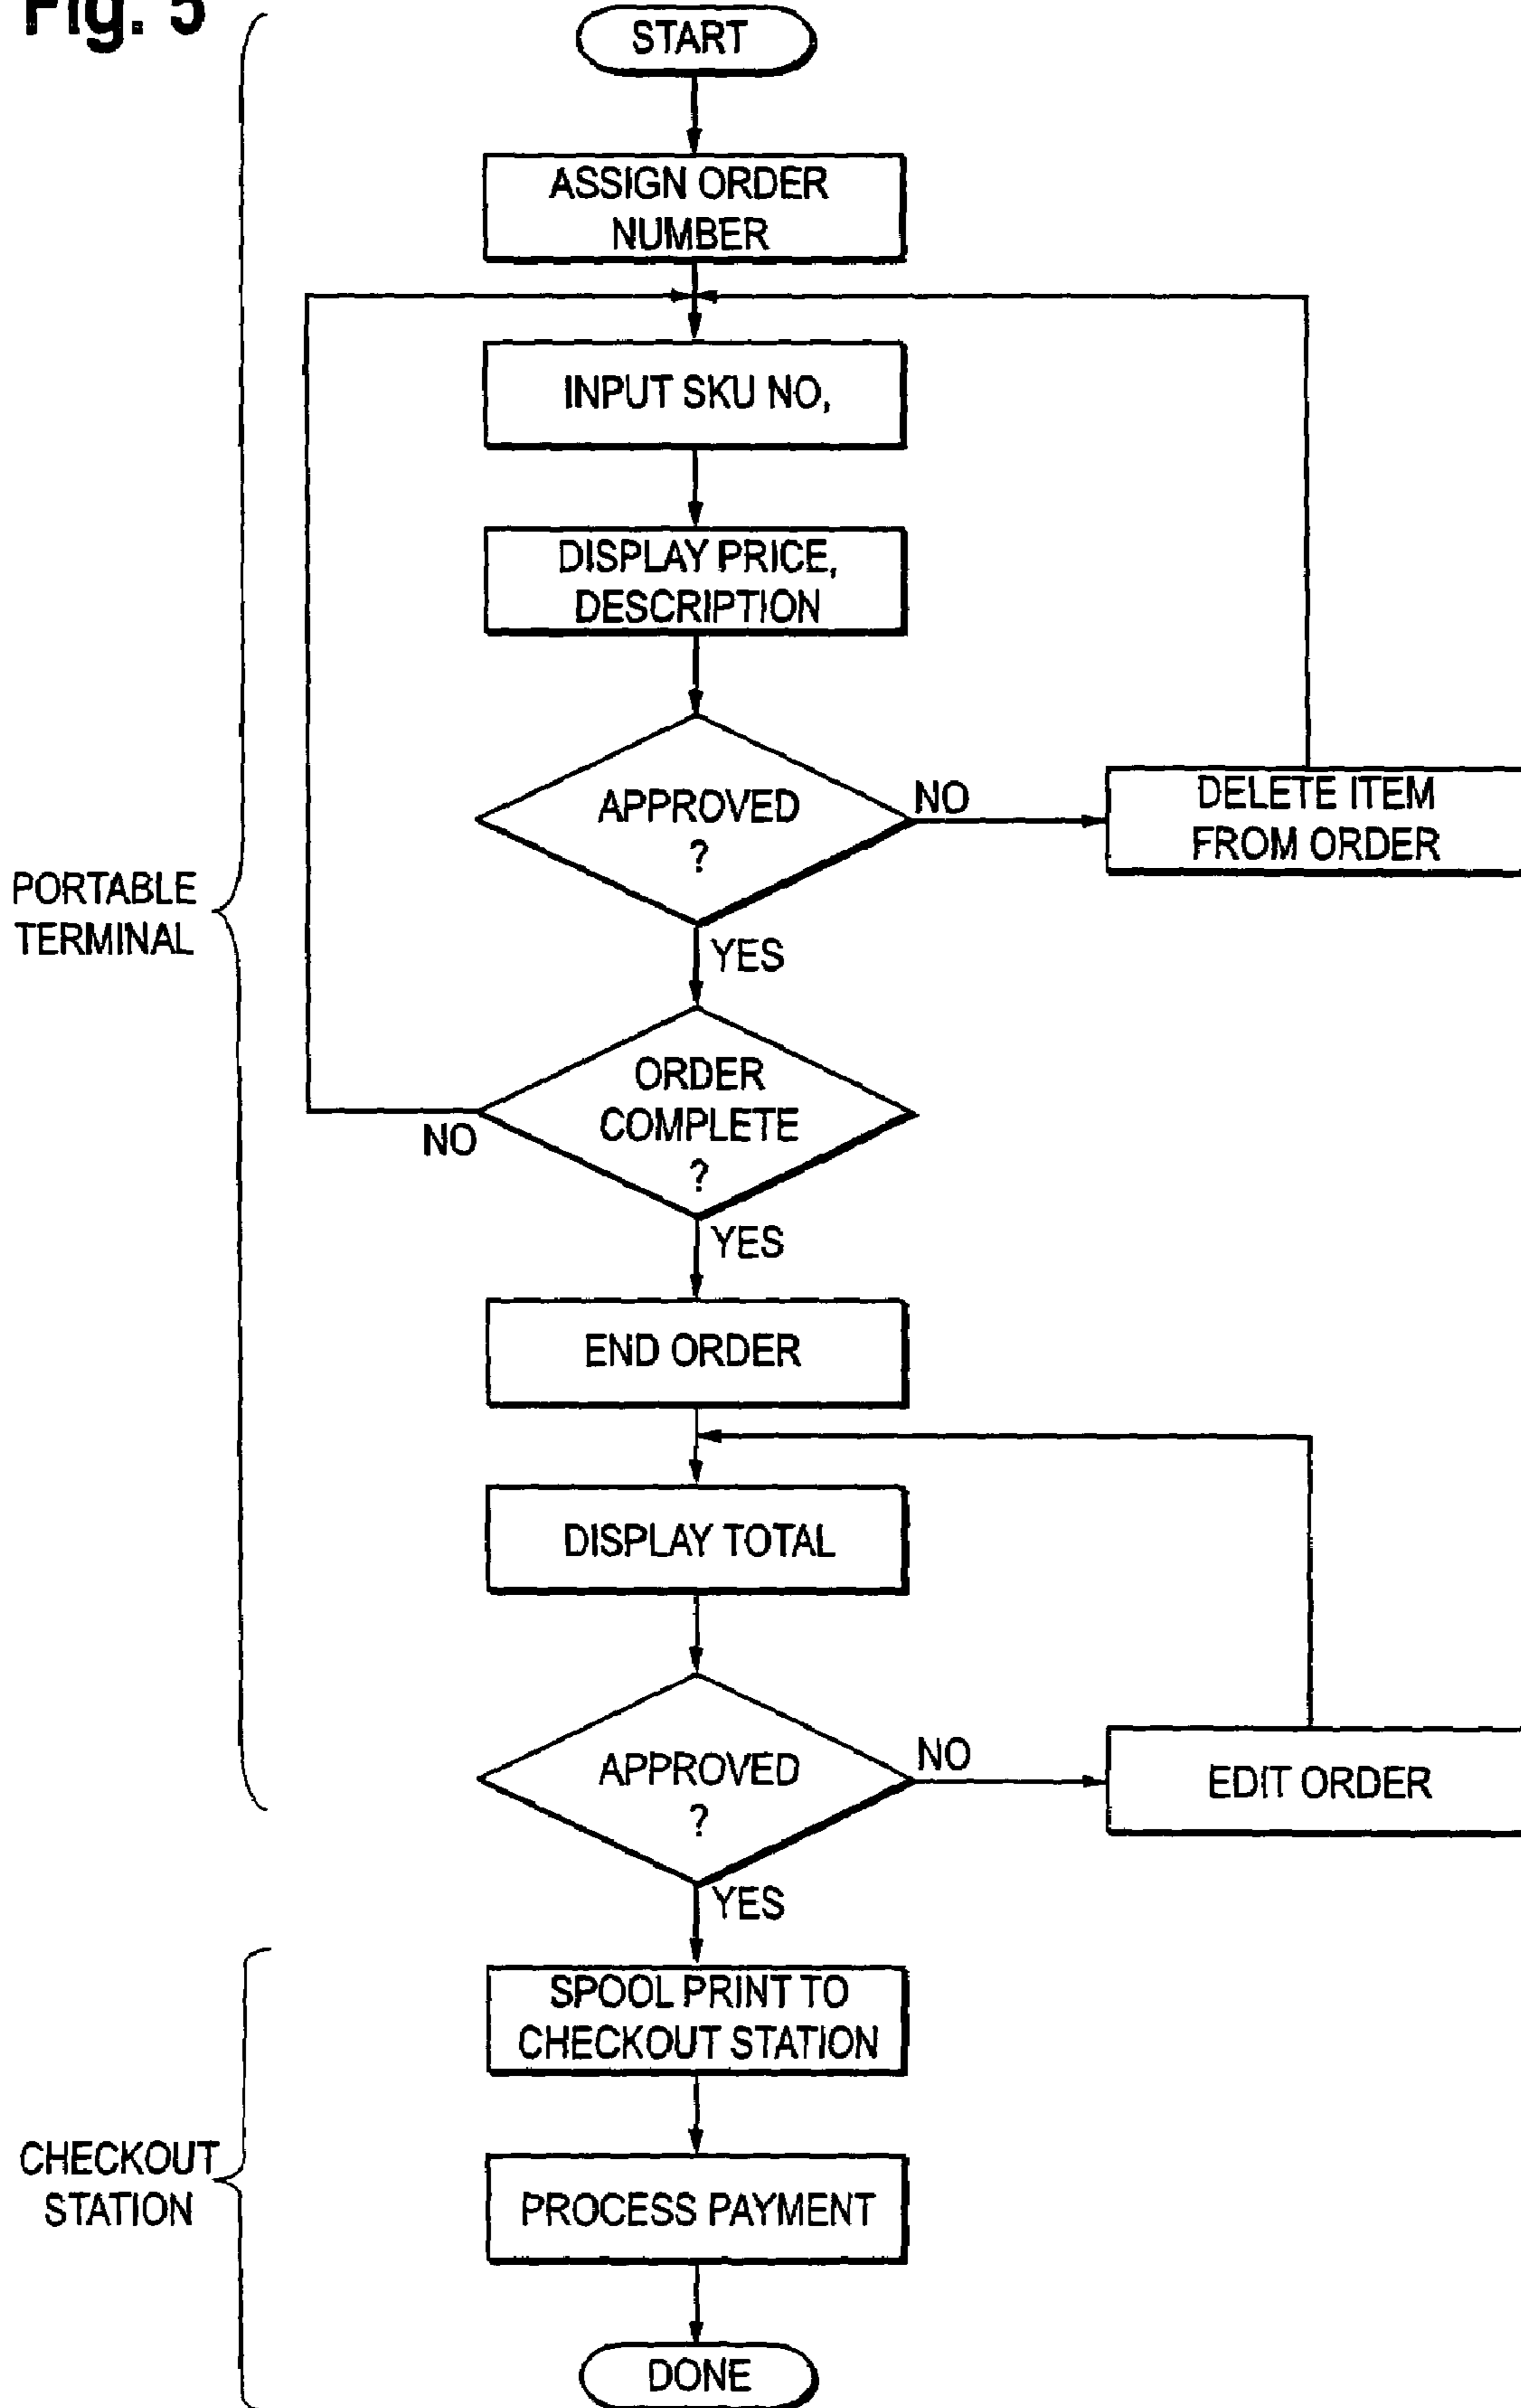 Fig. 5
START
ASSIGN ORDER
NUMBER
INPUT SKU NO,
DISPLAY PRICE,
DESCRIPTION
APPROVED
?
NO
DELETE ITEM
FROM ORDER
YES
PORTABLE
TERMINAL
ORDER
COMPLETE
?
NO
YES
END ORDER
DISPLAY TOTAL
APPROVED
?
NO
EDIT ORDER
YES
SPOOL PRINT TO
CHECKOUT STATION
CHECKOUT
STATION
PROCESS PAYMENT
DONE